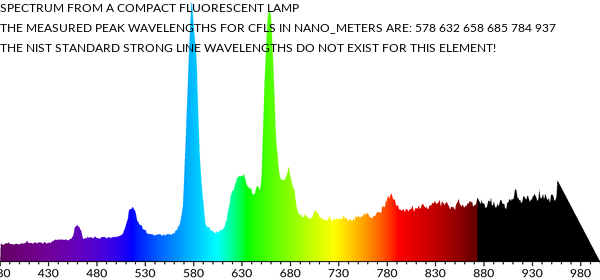 SPECTRUM FROM A COMPACT FLUORESCENT LAMP
THE MEASURED PEAK WAVELENGTHS FOR CFLS IN NANO_METERS ARE: 578 632 658 685 784 937
THE NIST STANDARD STRONG LINE WAVELENGTHS DO NOT EXIST FOR THIS ELEMENT!
80 430 480 530 580 630 680 730 780 830 880 930 980